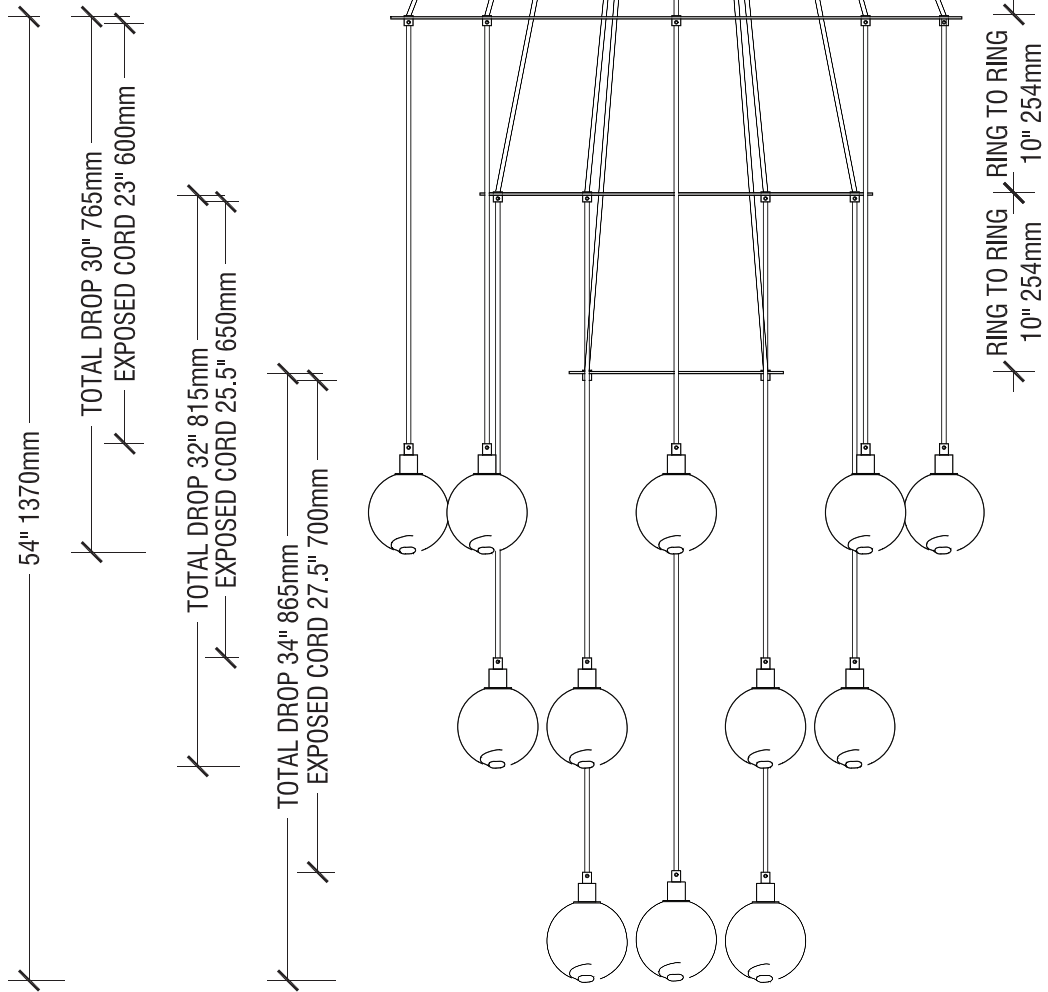 54" 1370mm
TOTAL DROP 30" 765mm
EXPOSED CORD 23" 600mm
TOTAL DROP 32" 815mm
EXPOSED CORD 25.5" 650mm
TOTAL DROP 34" 865mm
EXPOSED CORD 27.5" 700mm
RING TO RING
10" 254mm
RING TO RING
10" 254mm